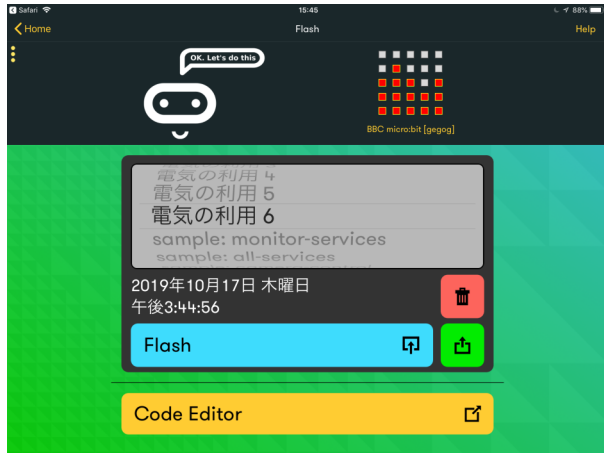 Safari
15:45
88%
Home
Flash
Help
OK. Let's do this
BBC micro:bit [gegog]
電気の利用 4
電気の利用 5
電気の利用 6
sample: monitor-services
sample: all-services
2019年10月17日 木曜日
午後3:44:56
Flash
Code Editor